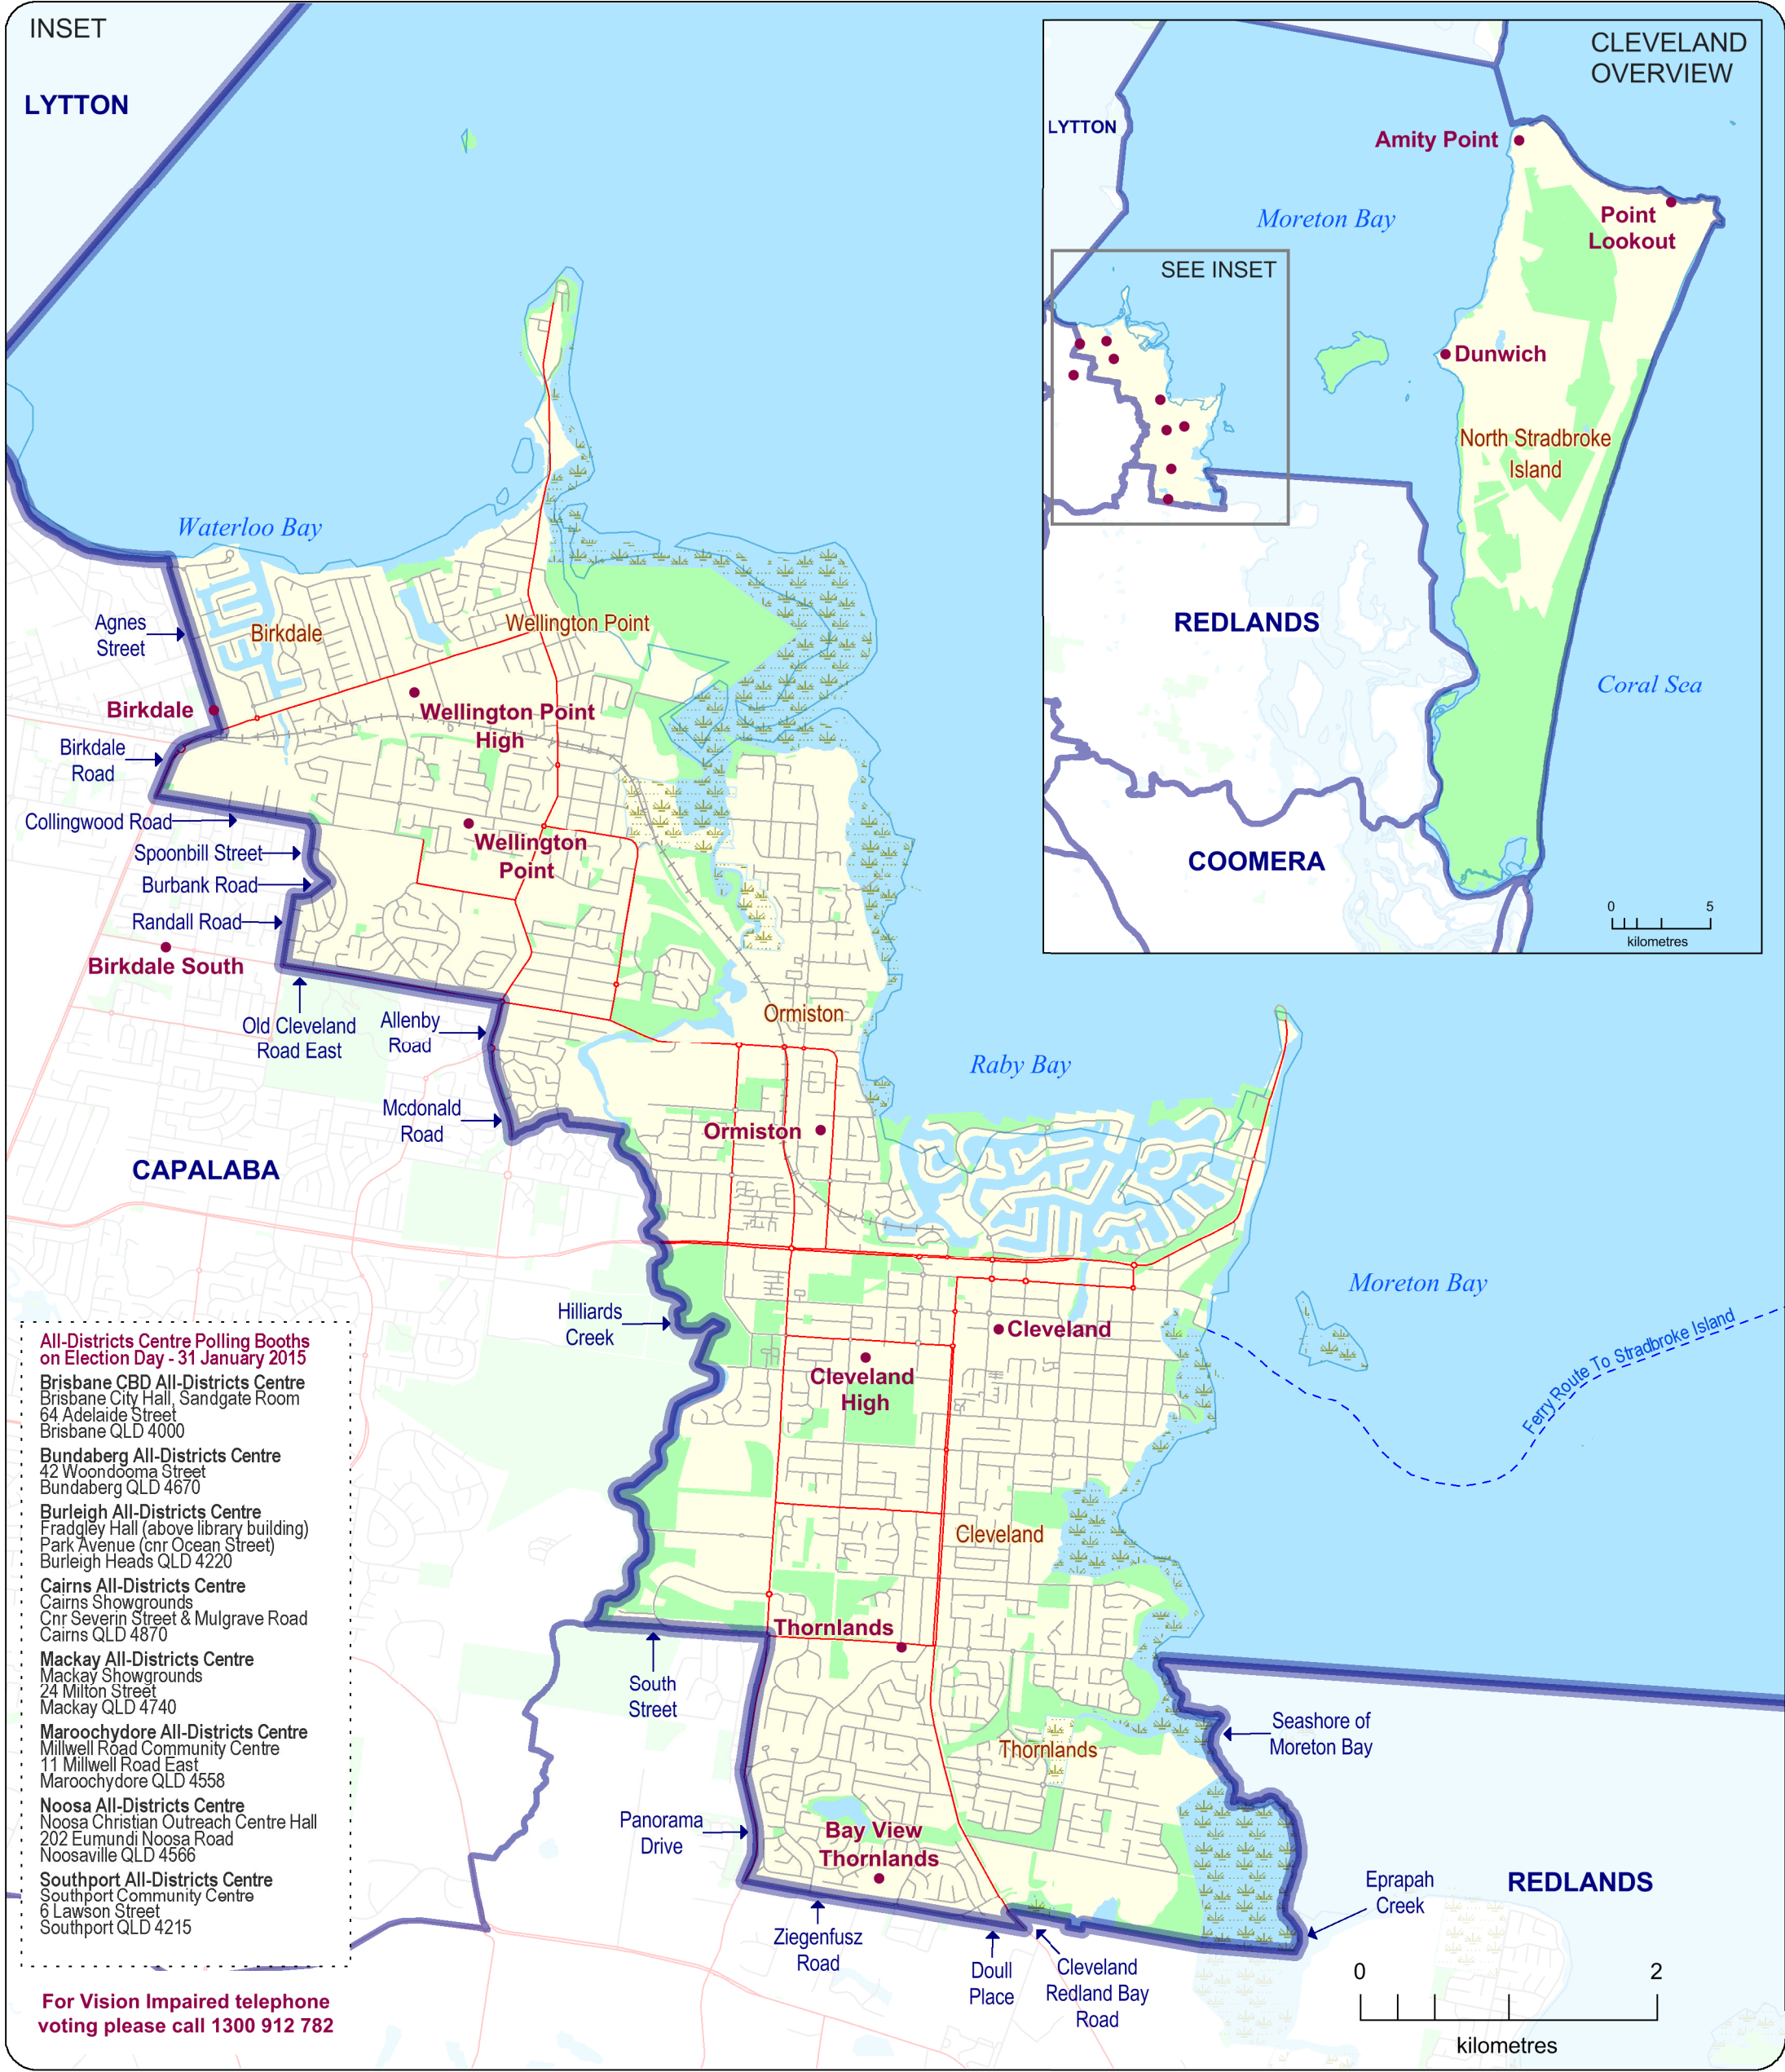 INSET
LYTTON
CLEVELAND
OVERVIEW
LYTTON
Amity Point
Moreton Bay
Point
Lookout
SEE INSET
Dunwich
North Stradbroke
Island
REDLANDS
Coral Sea
COOMERA
0 5
kilometres
Waterloo Bay
Agnes
Street
Birkdale
Wellington Point
Birkdale
Wellington Point
High
Birkdale
Road
Collingwood Road
Wellington
Point
Spoonbill Street
Burbank Road
Randall Road
Birkdale South
Old Cleveland
Road East
Allenby
Road
Ormiston
Raby Bay
Mcdonald
Road
Ormiston
CAPALABA
Moreton Bay
Hilliards
Creek
Cleveland
Ferry Route To Stradbroke Island
Cleveland
High
Cleveland
Thornlands
South
Street
Seashore of
Moreton Bay
Thornlands
Panorama
Drive
Bay View
Thornlands
REDLANDS
Eprapah
Creek
Ziegenfusz
Road
Doull
Place
Cleveland
Redland Bay
Road
0 2
kilometres
All-Districts Centre Polling Booths
on Election Day - 31 January 2015
Brisbane CBD All-Districts Centre
Brisbane City Hall, Sandgate Room
64 Adelaide Street
Brisbane QLD 4000
Bundaberg All-Districts Centre
42 Woondooma Street
Bundaberg QLD 4670
Burleigh All-Districts Centre
Fradgley Hall (above library building)
Park Avenue (cnr Ocean Street)
Burleigh Heads QLD 4220
Cairns All-Districts Centre
Cairns Showgrounds
Cnr Severin Street & Mulgrave Road
Cairns QLD 4870
Mackay All-Districts Centre
Mackay Showgrounds
24 Milton Street
Mackay QLD 4740
Maroochydore All-Districts Centre
Millwell Road Community Centre
11 Millwell Road East
Maroochydore QLD 4558
Noosa All-Districts Centre
Noosa Christian Outreach Centre Hall
202 Eumundi Noosa Road
Noosaville QLD 4566
Southport All-Districts Centre
Southport Community Centre
6 Lawson Street
Southport QLD 4215
For Vision Impaired telephone
voting please call 1300 912 782